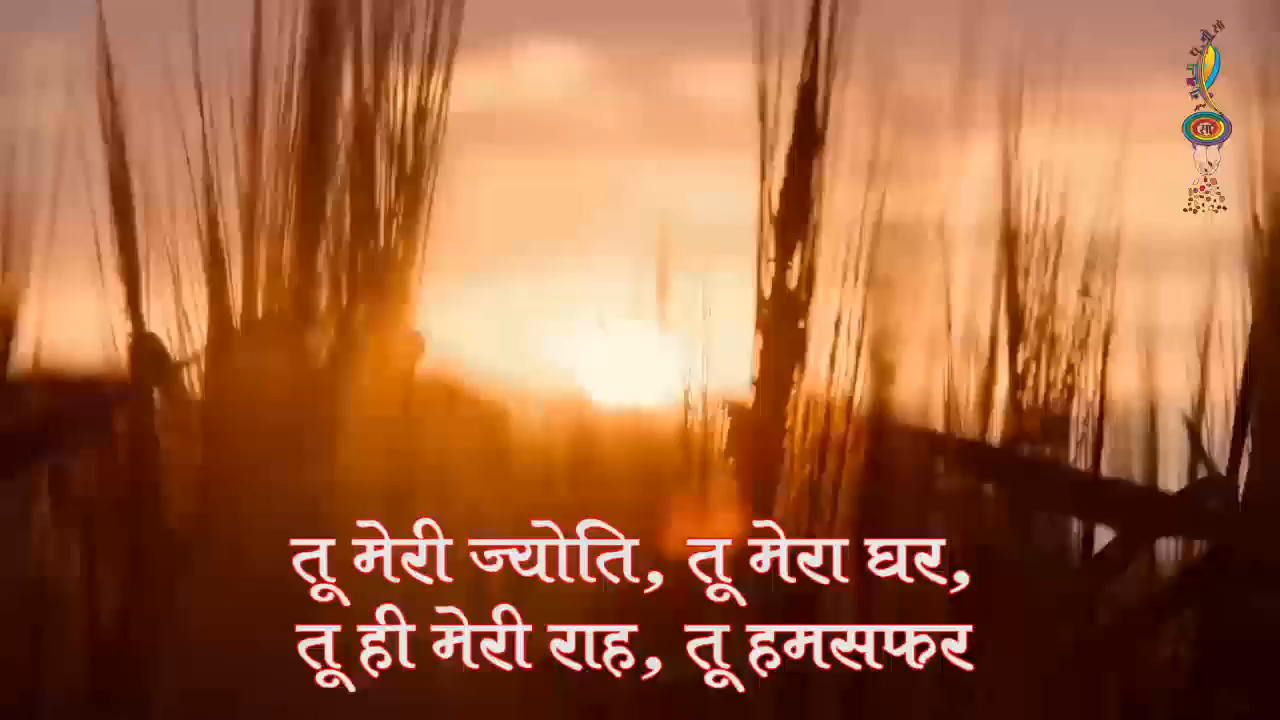 तू मेरी ज्योति, तू मेरा घर,
तू ही मेरी राह, तू हमसफर